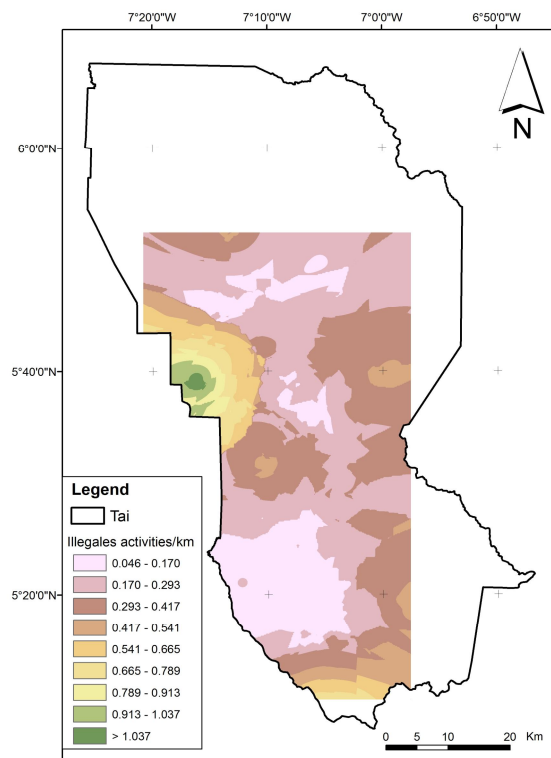 7°20'0"W 7°10'0"W 7°0'0"W 6°50'0"W
N
6°0'0"N
5°40'0"N
5°20'0"N
Legend
Tai
Illegales activities/km
0.046 - 0.170
0.170 - 0.293
0.293 - 0.417
0.417 - 0.541
0.541 - 0.665
0.665 - 0.789
0.789 - 0.913
0.913 - 1.037
> 1.037
0 5 10 20 Km